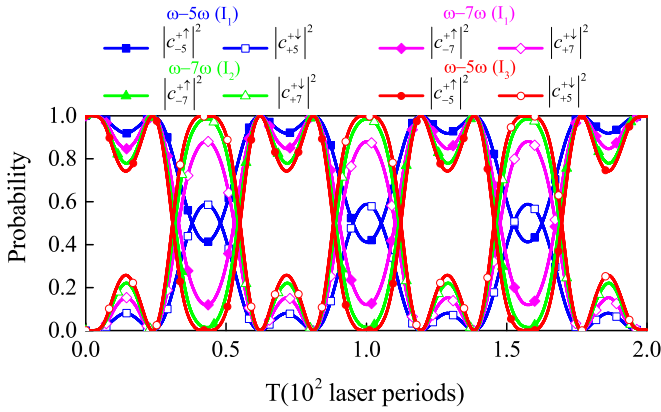 ω−5ω (I₁) ω−7ω (I₁)
|c₋₅⁺↑|² |c₊₅⁺↓|² |c₋₇⁺↑|² |c₊₇⁺↓|²
ω−7ω (I₂) ω−5ω (I₃)
|c₋₇⁺↑|² |c₊₇⁺↓|² |c₋₅⁺↑|² |c₊₅⁺↓|²
1.0
0.8
0.6
0.4
0.2
0.0
Probability
0.0 0.5 1.0 1.5 2.0
T(10² laser periods)